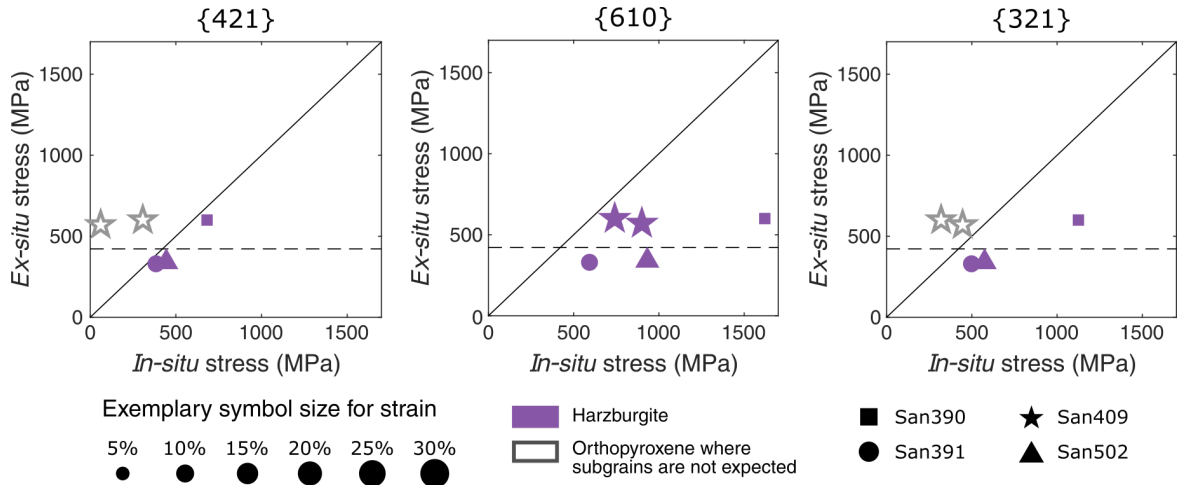 {421}
{610}
{321}
Ex-situ stress (MPa)
1500
1000
500
0
0
500
1000
1500
In-situ stress (MPa)
Ex-situ stress (MPa)
1500
1000
500
0
0
500
1000
1500
In-situ stress (MPa)
Ex-situ stress (MPa)
1500
1000
500
0
0
500
1000
1500
In-situ stress (MPa)
Exemplary symbol size for strain
5% 10% 15% 20% 25% 30%
Harzburgite
Orthopyroxene where
subgrains are not expected
San390
San409
San391
San502